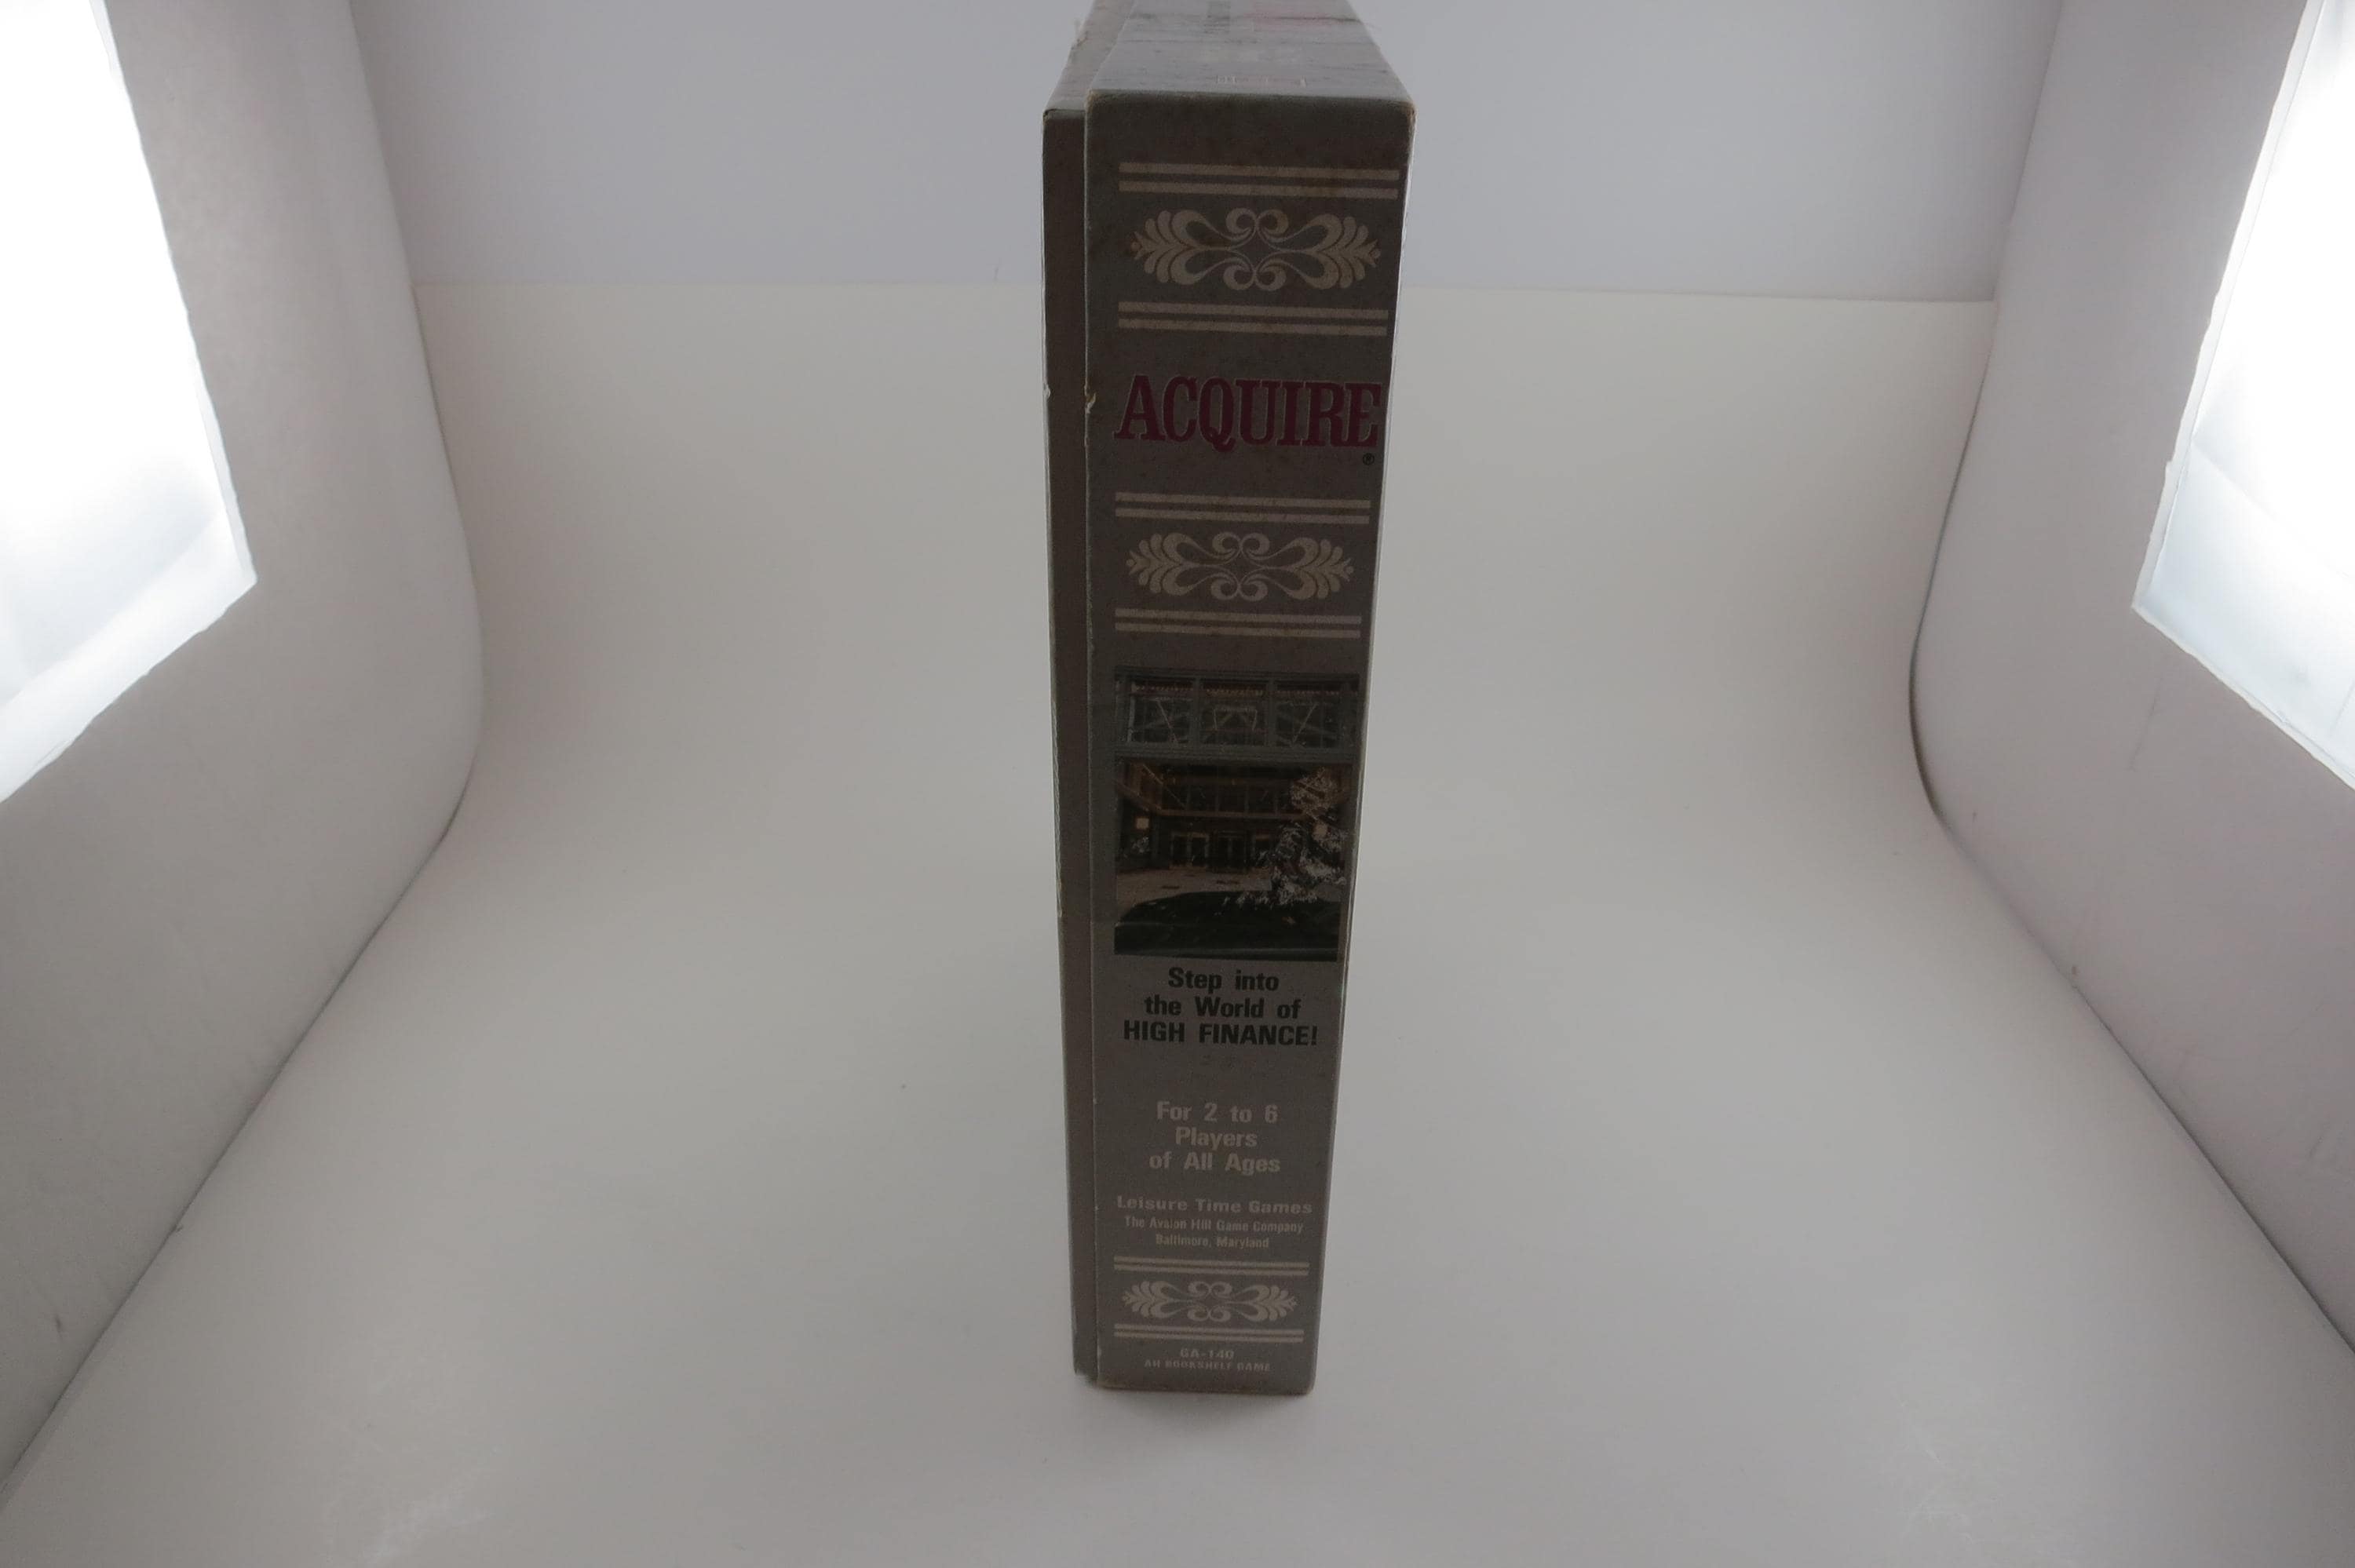 ACQUIRE
®
Step into
the World of
HIGH FINANCE!
For 2 to 6
Players
of All Ages
Leisure Time Games
The Avalon Hill Game Company
Baltimore, Maryland
GA-140
AH BOOKSHELF GAME